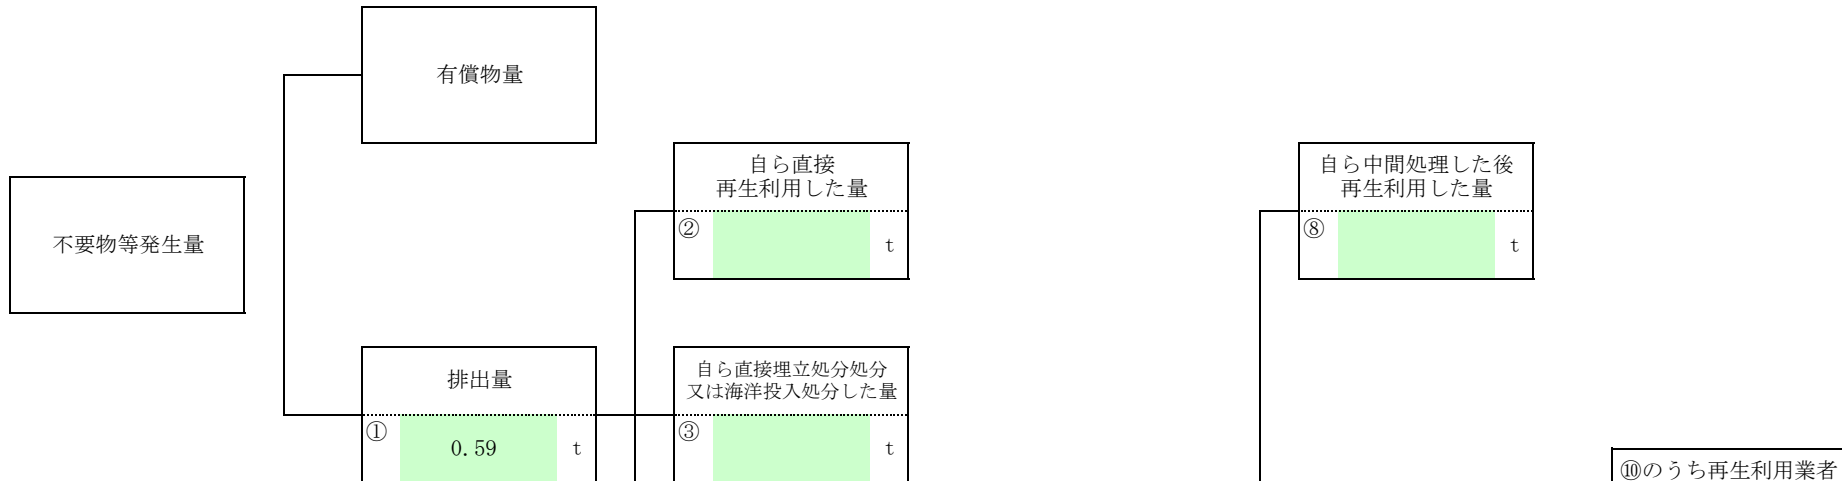 有償物量
不要物等発生量
自ら直接
再生利用した量
② t
自ら中間処理した後
再生利用した量
⑧ t
排出量
① 0.59 t
自ら直接埋立処分処分
又は海洋投入処分した量
③ t
⑩のうち再生利用業者